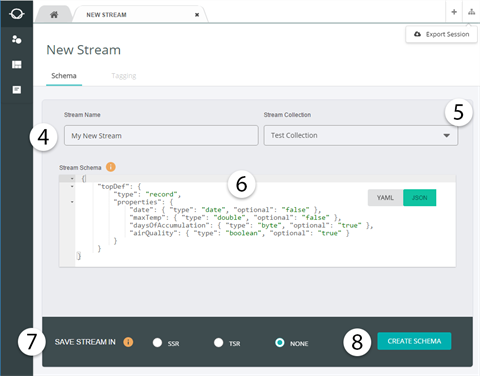 NEW STREAM ×
+
Export Session
New Stream
Schema Tagging
Stream Name Stream Collection 5
4 My New Stream Test Collection
Stream Schema i
6
YAML JSON
{
"topDef": {
"type": "record",
"properties": {
"date": { "type": "date", "optional": "false" },
"maxTemp": { "type": "double", "optional": "false" },
"daysOfAccumulation": { "type": "byte", "optional": "true" },
"airQuality": { "type": "boolean", "optional": "true" }
}
}
}
7 SAVE STREAM IN i SSR TSR NONE 8 CREATE SCHEMA